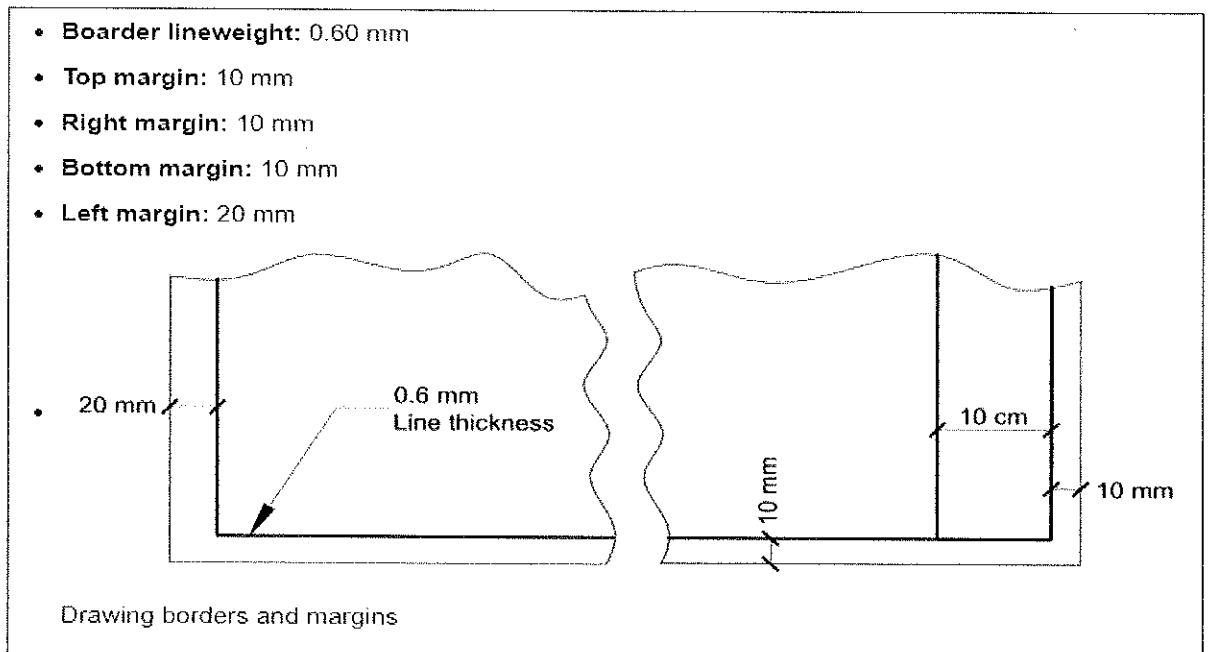 • Boarder lineweight: 0.60 mm
• Top margin: 10 mm
• Right margin: 10 mm
• Bottom margin: 10 mm
• Left margin: 20 mm
• 20 mm
0.6 mm
Line thickness
10 cm
10 mm
10 mm
Drawing borders and margins